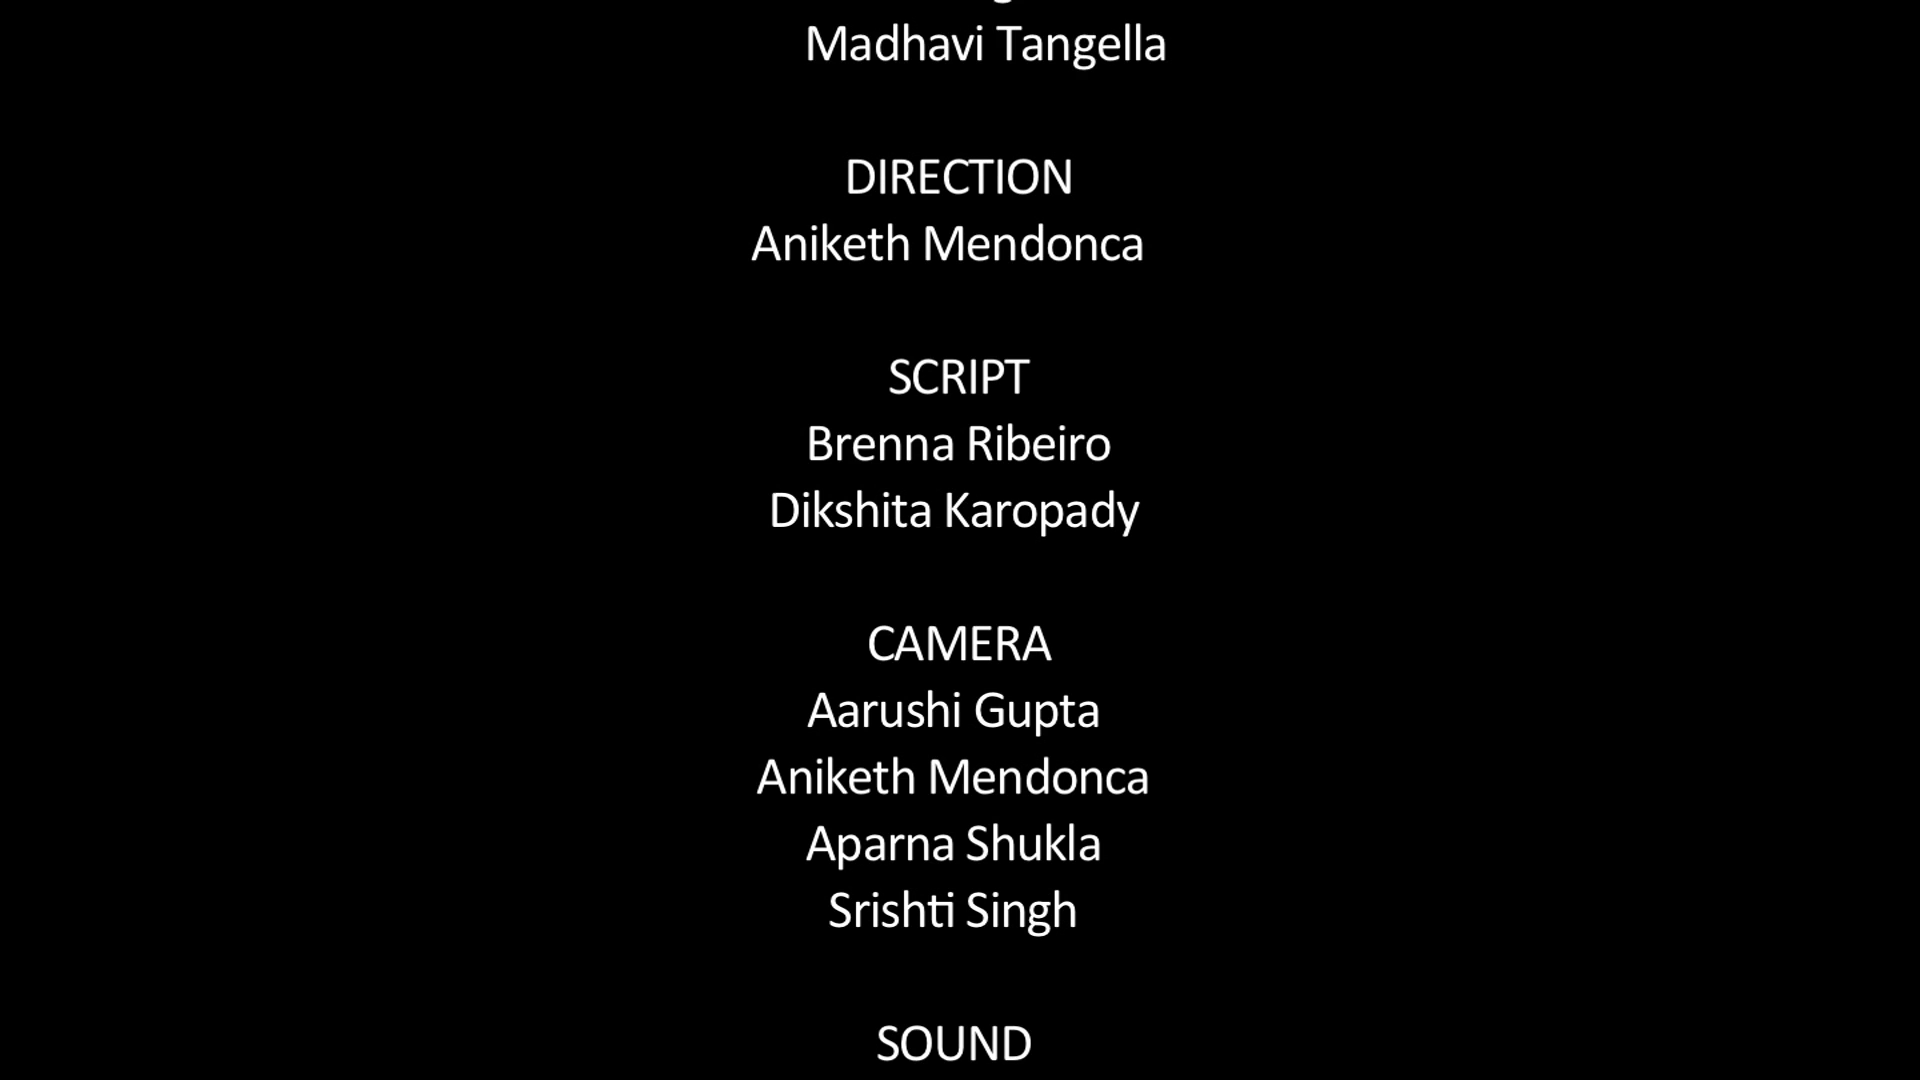 Madhavi Tangella
DIRECTION
Aniketh Mendonca
SCRIPT
Brenna Ribeiro
Dikshita Karopady
CAMERA
Aarushi Gupta
Aniketh Mendonca
Aparna Shukla
Srishti Singh
SOUND